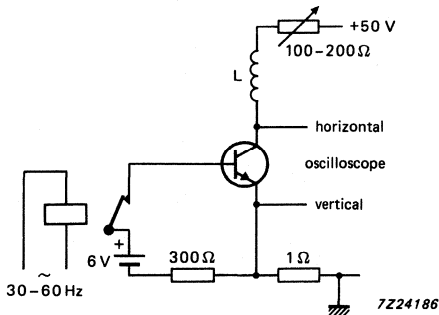 +50 V
100–200Ω
L
horizontal
oscilloscope
vertical
+
6 V
300Ω
1Ω
~
30–60 Hz
7Z24186